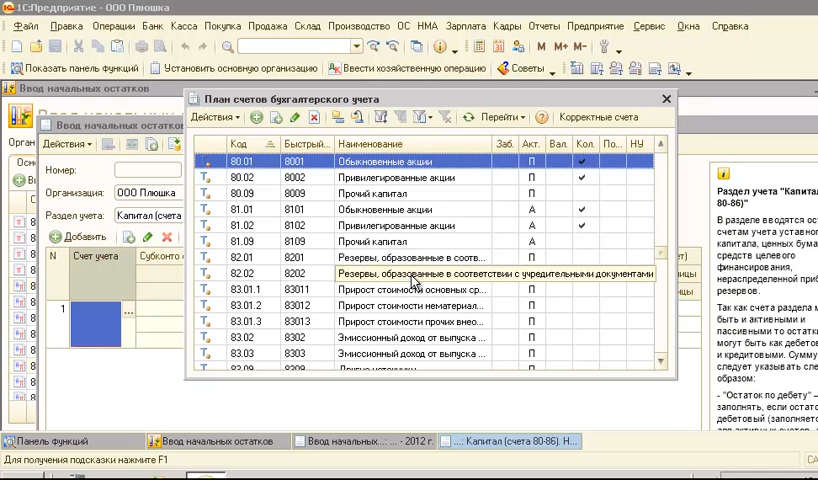 1С:Предприятие - ООО Плюшка
Файл Правка Операции Банк Касса Покупка Продажа Склад Производство ОС НМА Зарплата Кадры Отчеты Предприятие Сервис Окна Справка
M M+ M-
Показать панель функций Установить основную организацию Ввести хозяйственную операцию Советы
Ввод начальных остатков
План счетов бухгалтерского учета
Действия Перейти Корректные счета
Код Быстрый... Наименование Заб. Акт. Вал. Кол. По... НУ
80.01 8001 Обыкновенные акции П
80.02 8002 Привилегированные акции П
80.09 8009 Прочий капитал П
81.01 8101 Обыкновенные акции А
81.02 8102 Привилегированные акции А
81.09 8109 Прочий капитал А
82.01 8201 Резервы, образованные в соотв... П
82.02 8202 Резервы, образованные в соответствии с учредительными документами
83.01.1 83011 Прирост стоимости основных ср... П
83.01.2 83012 Прирост стоимости нематериал... П
83.01.3 83013 Прирост стоимости прочих внео... П
83.02 8302 Эмиссионный доход от выпуска ... П
83.03 8303 Эмиссионный доход от выпуска ... П
83.09 8309 Другие источники П
Ввод начальных остатков
Действия
Номер:
Организация: ООО Плюшка
Раздел учета: Капитал (счета
Добавить
N Счет учета Субконто
1
Раздел учета "Капитал
80-86)"
В разделе вводятся ост
счетам учета уставного
капитала, ценных бума
средств целевого
финансирования,
нераспределенной приб
резервов.
Так как счета раздела м
быть и активными и
пассивными то остатки
могут быть как дебетов
и кредитовыми. Сумму
следует указывать след
образом:
- "Остаток по дебету" –
заполнять, если остато
дебетовый (заполняетс
Панель функций Ввод начальных остатков Ввод начальных...: ... - 2012 г. ...: Капитал (счета 80-86). Н...
Для получения подсказки нажмите F1